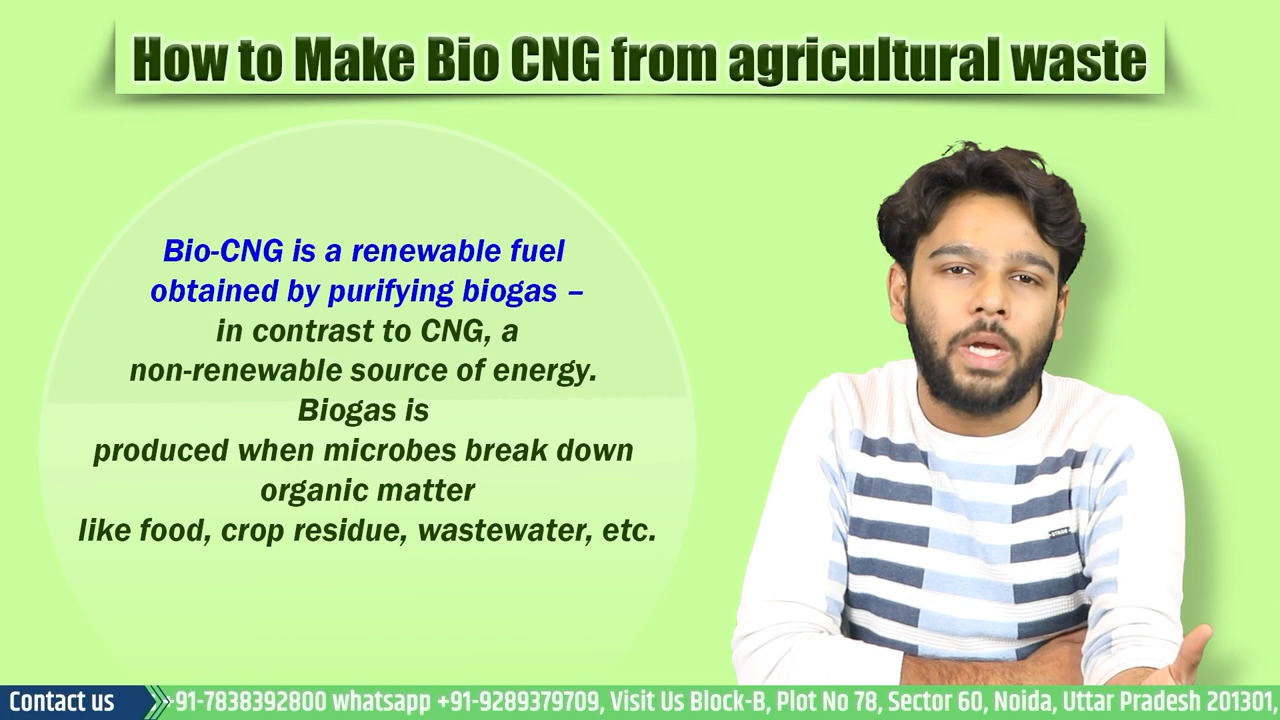 How to Make Bio CNG from agricultural waste
Bio-CNG is a renewable fuel
obtained by purifying biogas –
in contrast to CNG, a
non-renewable source of energy.
Biogas is
produced when microbes break down
organic matter
like food, crop residue, wastewater, etc.
Contact us +91-7838392800 whatsapp +91-9289379709, Visit Us Block-B, Plot No 78, Sector 60, Noida, Uttar Pradesh 201301,